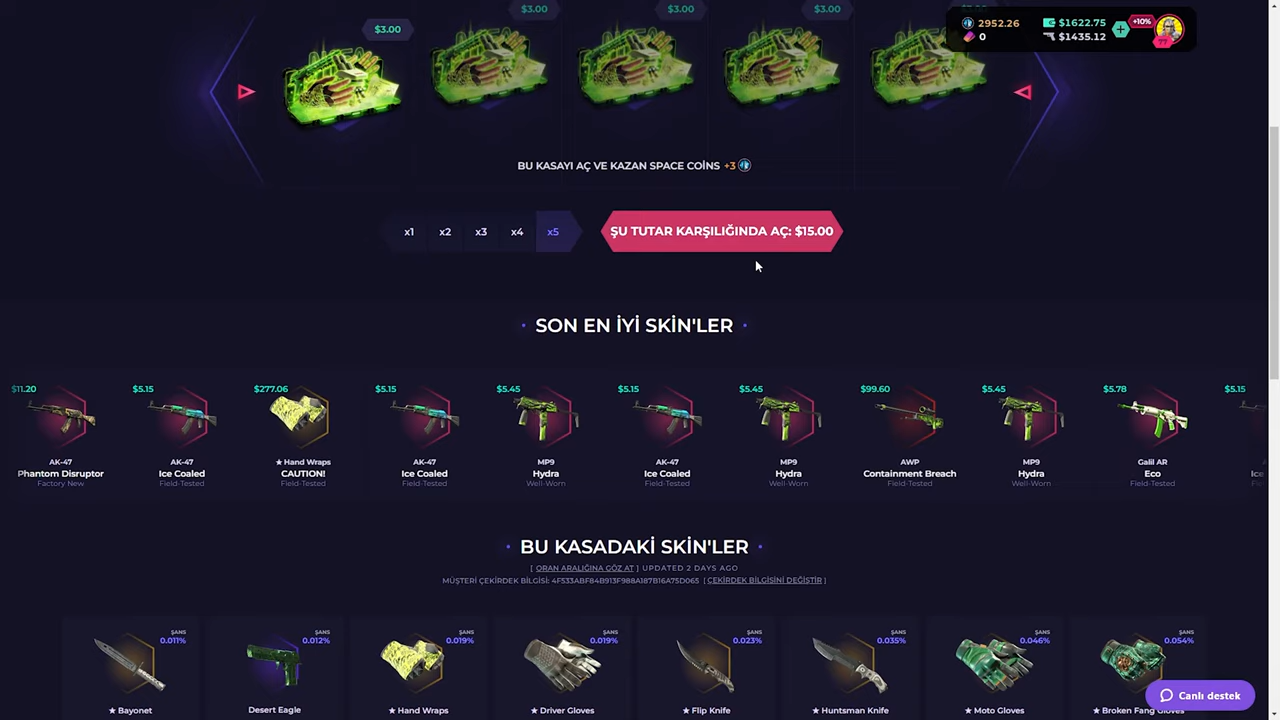 $3.00
$3.00
$3.00
$3.00
2952.26
0
$1622.75
$1435.12
+10%
77
BU KASAYI AÇ VE KAZAN SPACE COİNS +3
x1
x2
x3
x4
x5
ŞU TUTAR KARŞILIĞINDA AÇ: $15.00
SON EN İYİ SKİN'LER
$11.20
$5.15
$277.06
$5.15
$5.45
$5.15
$5.45
$99.60
$5.45
$5.78
$5.15
AK-47
Phantom Disruptor
Factory New
AK-47
Ice Coaled
Field-Tested
★ Hand Wraps
CAUTION!
Field-Tested
AK-47
Ice Coaled
Field-Tested
MP9
Hydra
Well-Worn
AK-47
Ice Coaled
Field-Tested
MP9
Hydra
Well-Worn
AWP
Containment Breach
Field-Tested
MP9
Hydra
Well-Worn
Galil AR
Eco
Field-Tested
BU KASADAKİ SKİN'LER
[ ORAN ARALIĞINA GÖZ AT ] UPDATED 2 DAYS AGO
MÜŞTERİ ÇEKİRDEK BİLGİSİ: 4F533ABF84B913F988A187B16A75D065 [ ÇEKİRDEK BİLGİSİNİ DEĞİŞTİR ]
ŞANS
0.011%
ŞANS
0.012%
ŞANS
0.019%
ŞANS
0.019%
ŞANS
0.023%
ŞANS
0.035%
ŞANS
0.046%
ŞANS
0.054%
★ Bayonet
Desert Eagle
★ Hand Wraps
★ Driver Gloves
★ Flip Knife
★ Huntsman Knife
★ Moto Gloves
★ Broken Fang Gloves
Canlı destek